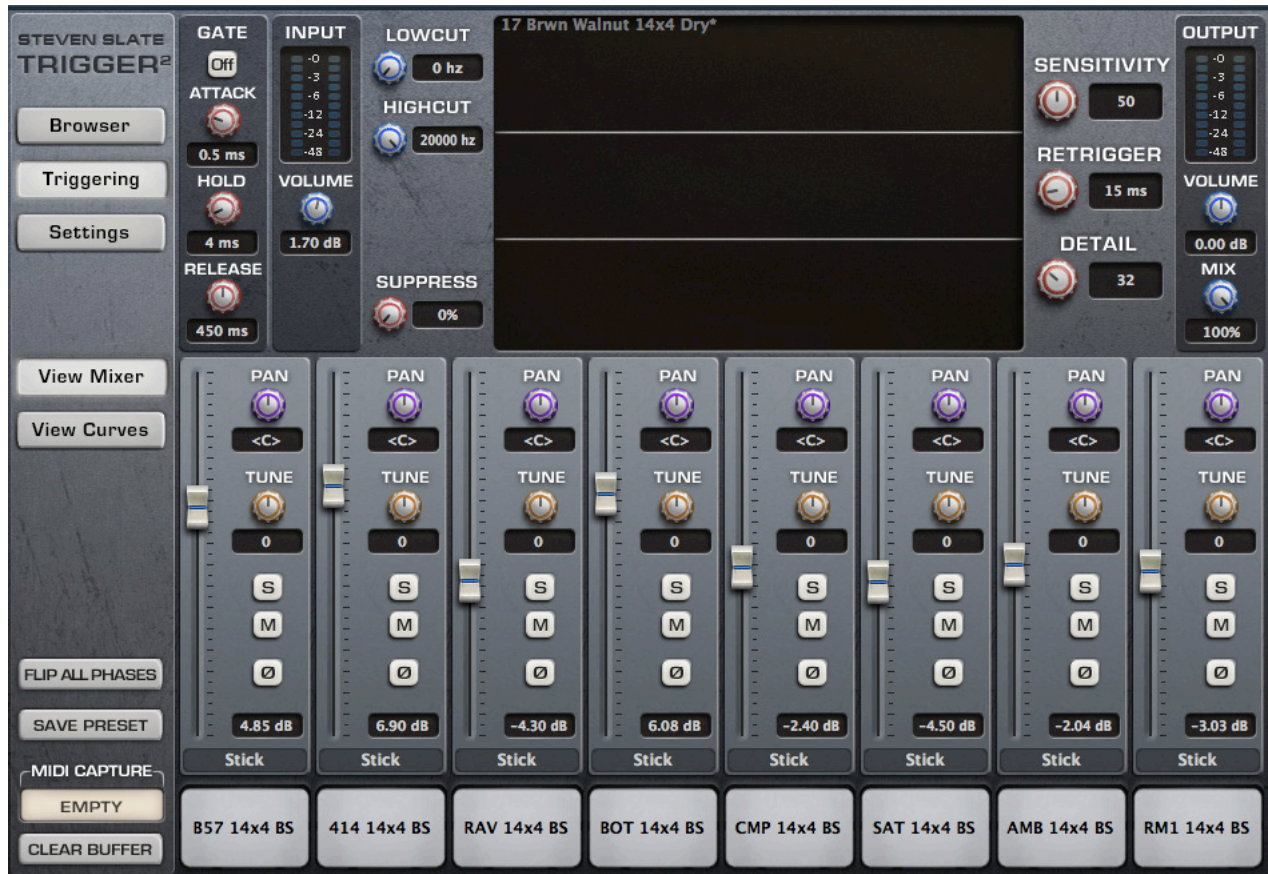 STEVEN SLATE
TRIGGER²
Browser
Triggering
Settings
View Mixer
View Curves
FLIP ALL PHASES
SAVE PRESET
MIDI CAPTURE
EMPTY
CLEAR BUFFER
GATE
Off
ATTACK
0.5 ms
HOLD
4 ms
RELEASE
450 ms
INPUT
-0
-3
-6
-12
-24
-48
VOLUME
1.70 dB
LOWCUT
0 hz
HIGHCUT
20000 hz
SUPPRESS
0%
17 Brwn Walnut 14x4 Dry*
SENSITIVITY
50
RETRIGGER
15 ms
DETAIL
32
OUTPUT
-0
-3
-6
-12
-24
-48
VOLUME
0.00 dB
MIX
100%
PAN
<C>
TUNE
0
S
M
Ø
4.85 dB
Stick
B57 14x4 BS
PAN
<C>
TUNE
0
S
M
Ø
6.90 dB
Stick
414 14x4 BS
PAN
<C>
TUNE
0
S
M
Ø
-4.30 dB
Stick
RAV 14x4 BS
PAN
<C>
TUNE
0
S
M
Ø
6.08 dB
Stick
BOT 14x4 BS
PAN
<C>
TUNE
0
S
M
Ø
-2.40 dB
Stick
CMP 14x4 BS
PAN
<C>
TUNE
0
S
M
Ø
-4.50 dB
Stick
SAT 14x4 BS
PAN
<C>
TUNE
0
S
M
Ø
-2.04 dB
Stick
AMB 14x4 BS
PAN
<C>
TUNE
0
S
M
Ø
-3.03 dB
Stick
RM1 14x4 BS